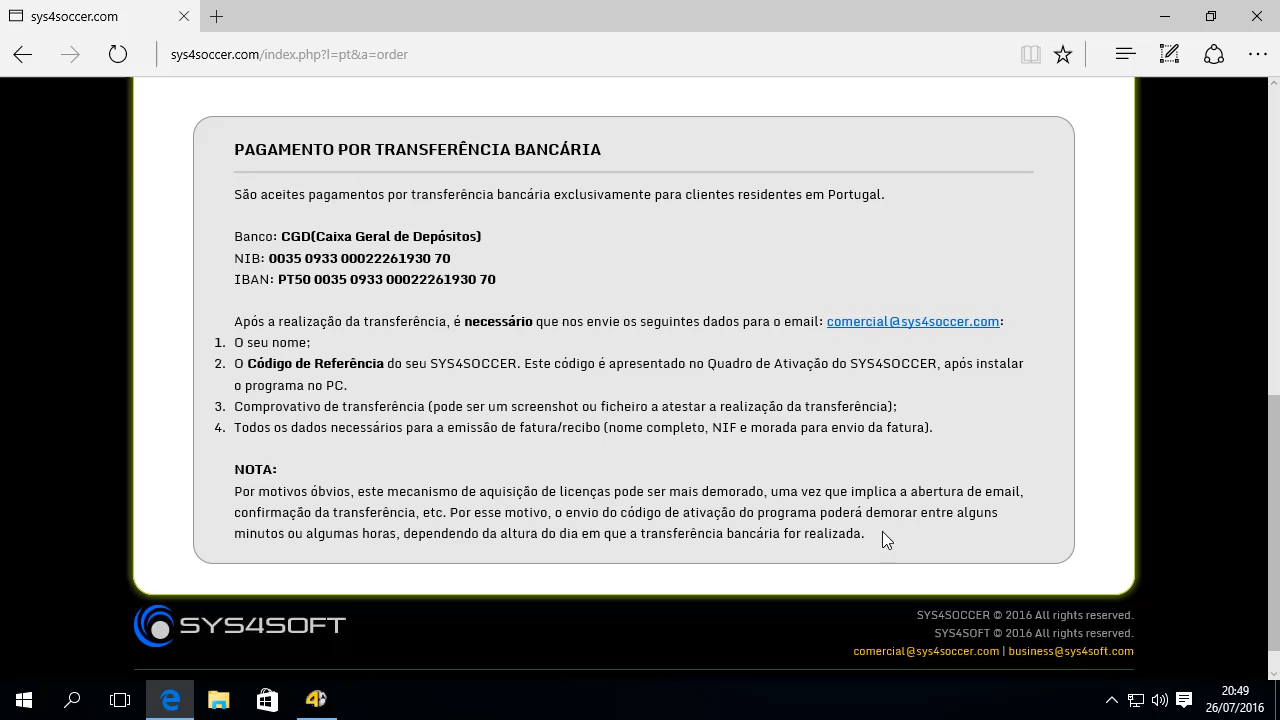 sys4soccer.com
sys4soccer.com/index.php?l=pt&a=order
PAGAMENTO POR TRANSFERÊNCIA BANCÁRIA
São aceites pagamentos por transferência bancária exclusivamente para clientes residentes em Portugal.
Banco: CGD(Caixa Geral de Depósitos)
NIB: 0035 0933 00022261930 70
IBAN: PT50 0035 0933 00022261930 70
Após a realização da transferência, é necessário que nos envie os seguintes dados para o email: comercial@sys4soccer.com:
1. O seu nome;
2. O Código de Referência do seu SYS4SOCCER. Este código é apresentado no Quadro de Ativação do SYS4SOCCER, após instalar
o programa no PC.
3. Comprovativo de transferência (pode ser um screenshot ou ficheiro a atestar a realização da transferência);
4. Todos os dados necessários para a emissão de fatura/recibo (nome completo, NIF e morada para envio da fatura).
NOTA:
Por motivos óbvios, este mecanismo de aquisição de licenças pode ser mais demorado, uma vez que implica a abertura de email,
confirmação da transferência, etc. Por esse motivo, o envio do código de ativação do programa poderá demorar entre alguns
minutos ou algumas horas, dependendo da altura do dia em que a transferência bancária for realizada.
SYS4SOFT
SYS4SOCCER © 2016 All rights reserved.
SYS4SOFT © 2016 All rights reserved.
comercial@sys4soccer.com | business@sys4soft.com
20:49
26/07/2016